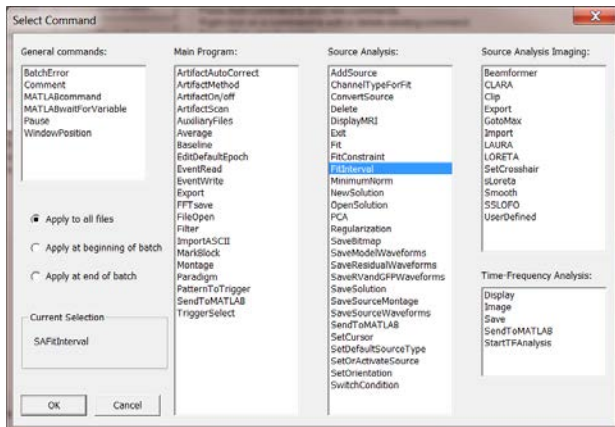 Select Command
General commands:
BatchError
Comment
MATLABcommand
MATLABwaitForVariable
Pause
WindowPosition
Apply to all files
Apply at beginning of batch
Apply at end of batch
Current Selection
SAFitInterval
OK
Cancel
Main Program:
ArtifactAutoCorrect
ArtifactMethod
ArtifactOn/off
ArtifactScan
AuxiliaryFiles
Average
Baseline
EditDefaultEpoch
EventRead
EventWrite
Export
FFTsave
FileOpen
Filter
ImportASCII
MarkBlock
Montage
Paradigm
PatternToTrigger
SendToMATLAB
TriggerSelect
Source Analysis:
AddSource
ChannelTypeForFit
ConvertSource
Delete
DisplayMRI
Exit
Fit
FitConstraint
FitInterval
MinimumNorm
NewSolution
OpenSolution
PCA
Regularization
SaveBitmap
SaveModelWaveforms
SaveResidualWaveforms
SaveRVandGFPWaveforms
SaveSolution
SaveSourceMontage
SaveSourceWaveforms
SendToMATLAB
SetCursor
SetDefaultSourceType
SetOrActivateSource
SetOrientation
SwitchCondition
Source Analysis Imaging:
Beamformer
CLARA
Clip
Export
GotoMax
Import
LAURA
LORETA
SetCrosshair
sLoreta
Smooth
SSLOFO
UserDefined
Time-Frequency Analysis:
Display
Image
Save
SendToMATLAB
StartTFAnalysis